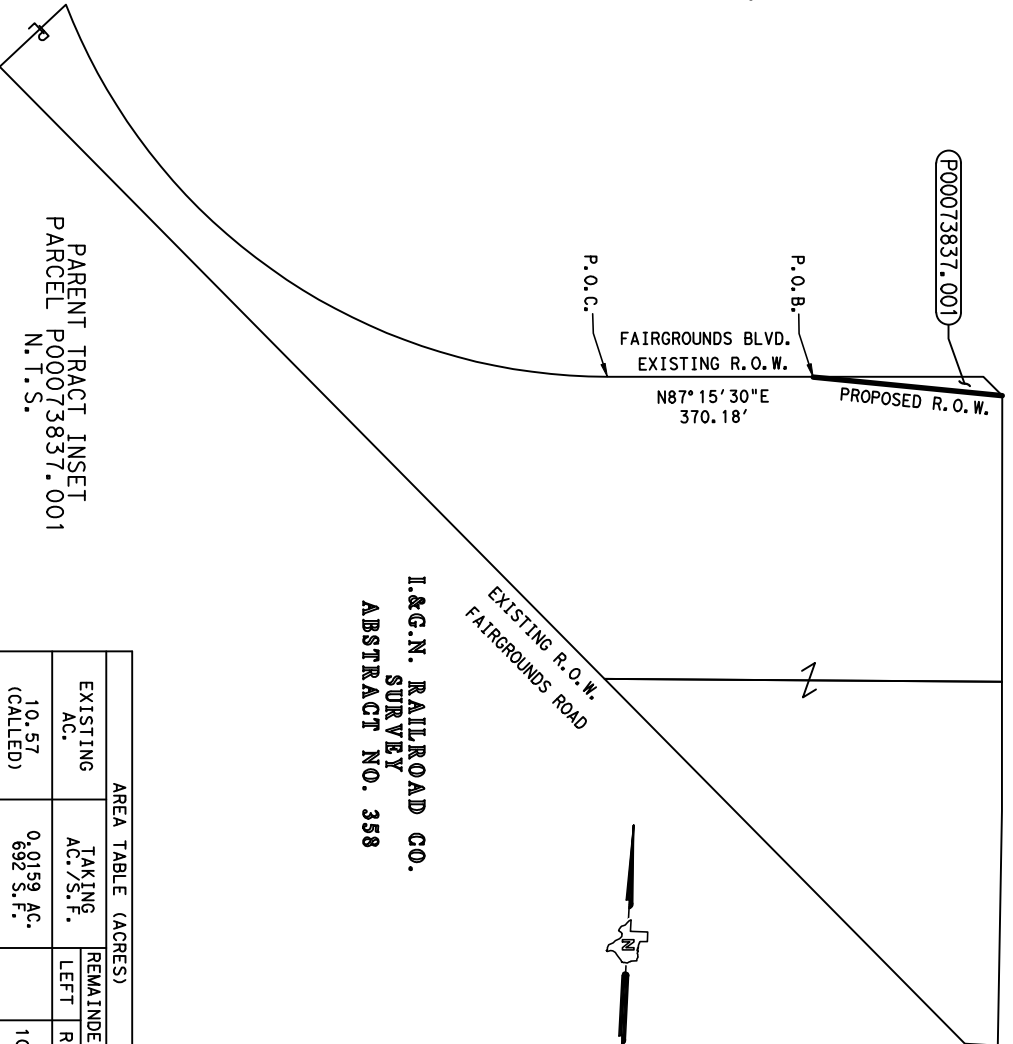 P00073837.001
P.O.B.
P.O.C.
FAIRGROUNDS BLVD.
EXISTING R.O.W.
N87°15'30"E
370.18'
PROPOSED R.O.W.
PARENT TRACT INSET
PARCEL P00073837.001
N.T.S.
EXISTING R.O.W.
FAIRGROUNDS ROAD
I.&G.N. RAILROAD CO.
SURVEY
ABSTRACT NO. 358
N
AREA TABLE (ACRES)
EXISTING
AC.
TAKING
AC./S.F.
REMAINDE
LEFT
R
10.57
(CALLED)
0.0159 AC.
692 S.F.
10